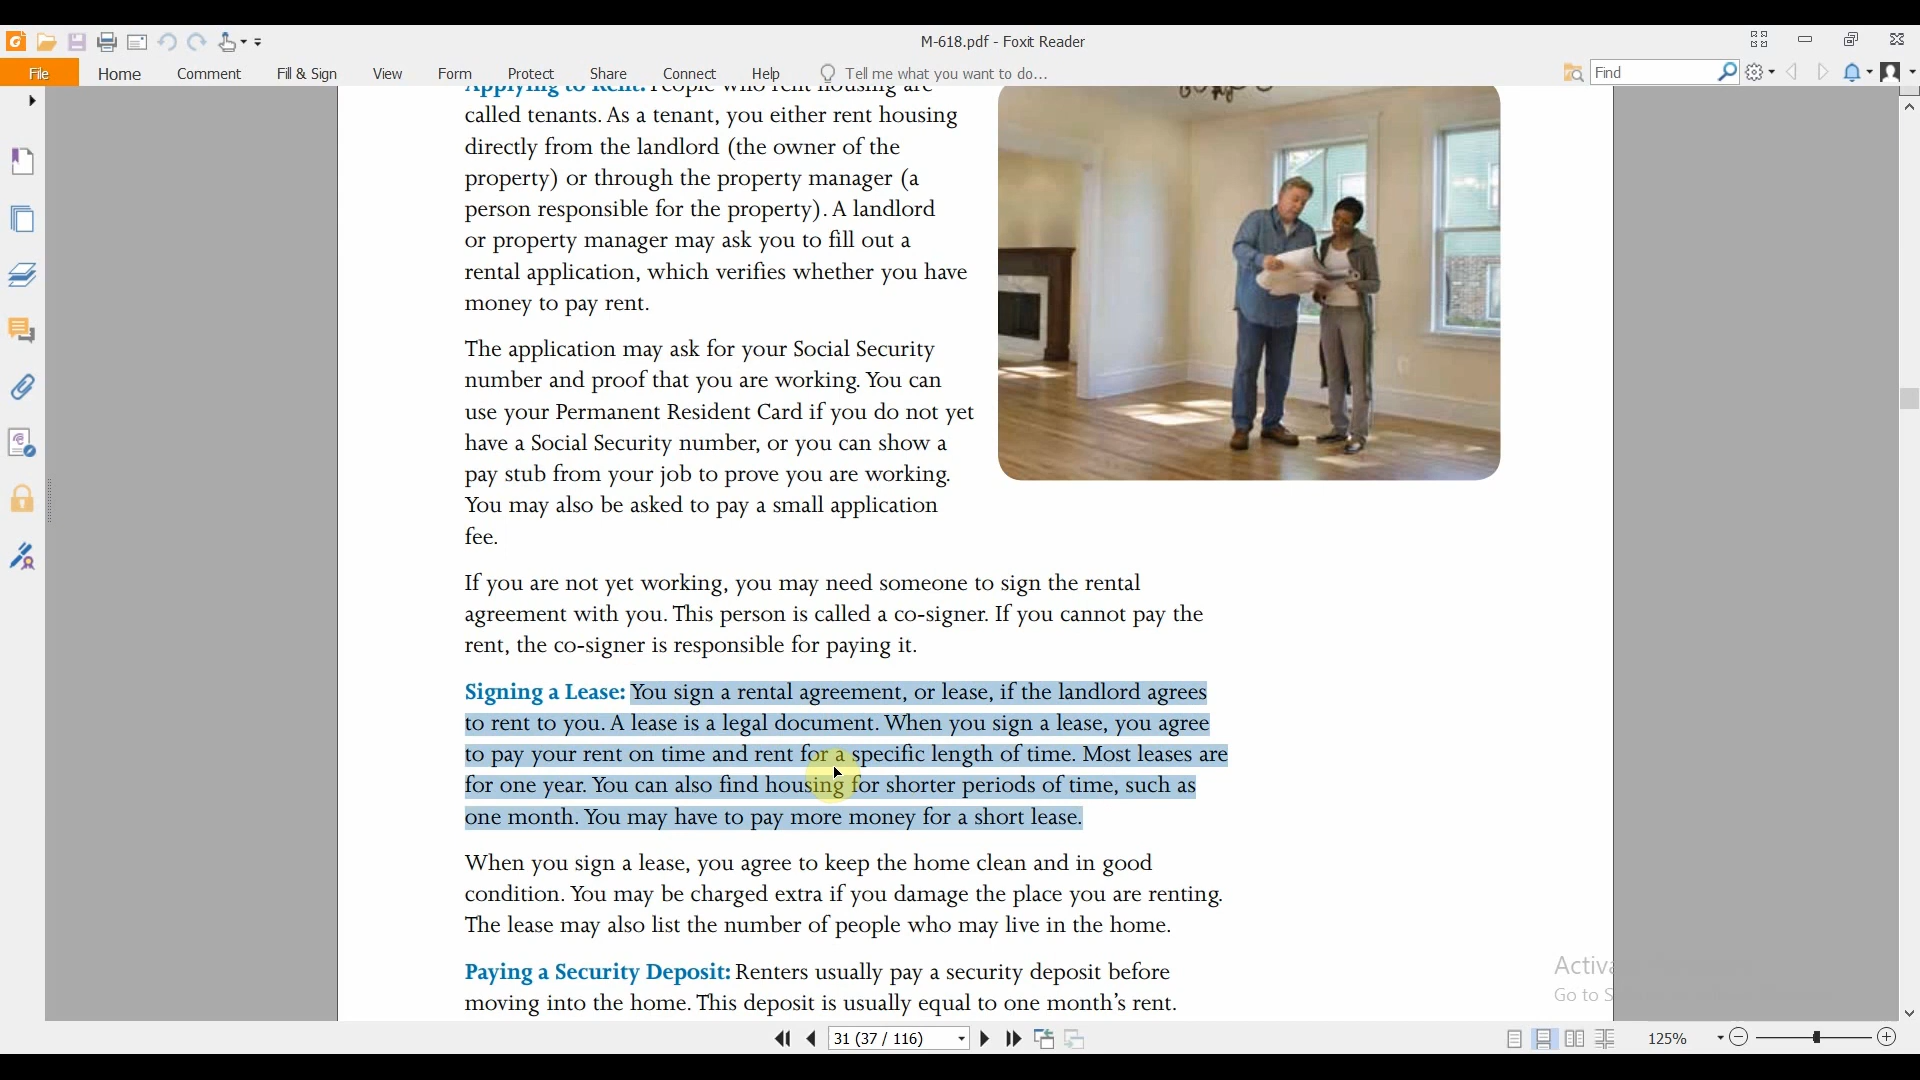 M-618.pdf - Foxit Reader
File Home Comment Fill & Sign View Form Protect Share Connect Help Tell me what you want to do... Find
Applying to Rent: People who rent housing are
called tenants. As a tenant, you either rent housing
directly from the landlord (the owner of the
property) or through the property manager (a
person responsible for the property). A landlord
or property manager may ask you to fill out a
rental application, which verifies whether you have
money to pay rent.
The application may ask for your Social Security
number and proof that you are working. You can
use your Permanent Resident Card if you do not yet
have a Social Security number, or you can show a
pay stub from your job to prove you are working.
You may also be asked to pay a small application
fee.
If you are not yet working, you may need someone to sign the rental
agreement with you. This person is called a co-signer. If you cannot pay the
rent, the co-signer is responsible for paying it.
Signing a Lease: You sign a rental agreement, or lease, if the landlord agrees
to rent to you. A lease is a legal document. When you sign a lease, you agree
to pay your rent on time and rent for a specific length of time. Most leases are
for one year. You can also find housing for shorter periods of time, such as
one month. You may have to pay more money for a short lease.
When you sign a lease, you agree to keep the home clean and in good
condition. You may be charged extra if you damage the place you are renting.
The lease may also list the number of people who may live in the home.
Paying a Security Deposit: Renters usually pay a security deposit before
moving into the home. This deposit is usually equal to one month's rent.
Activa
Go to S
31 (37 / 116)
125%